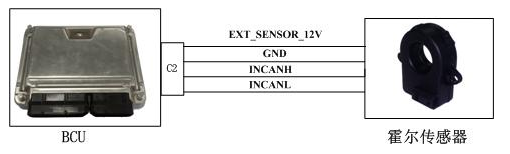 EXT_SENSOR_12V
GND
C2
INCANH
INCANL
BCU
霍尔传感器